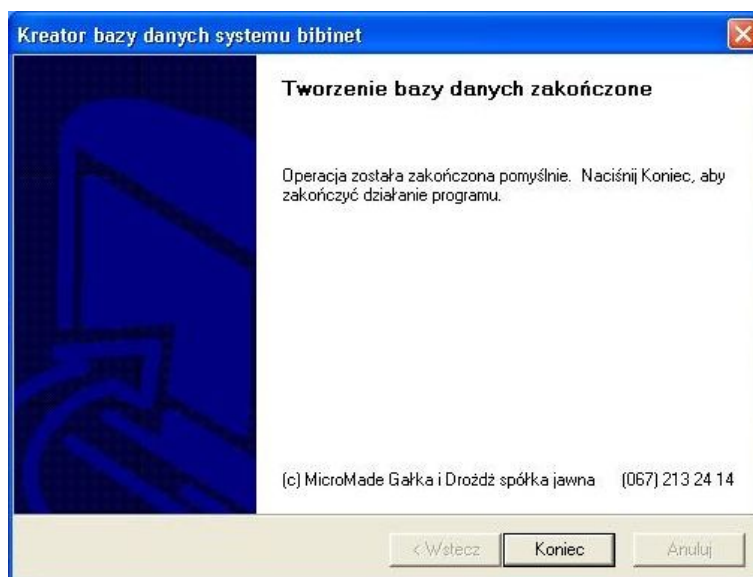 Kreator bazy danych systemu bibinet
Tworzenie bazy danych zakończone
Operacja została zakończona pomyślnie. Naciśnij Koniec, aby
zakończyć działanie programu.
(c) MicroMade Gałka i Drożdż spółka jawna (067) 213 24 14
< Wstecz Koniec Anuluj